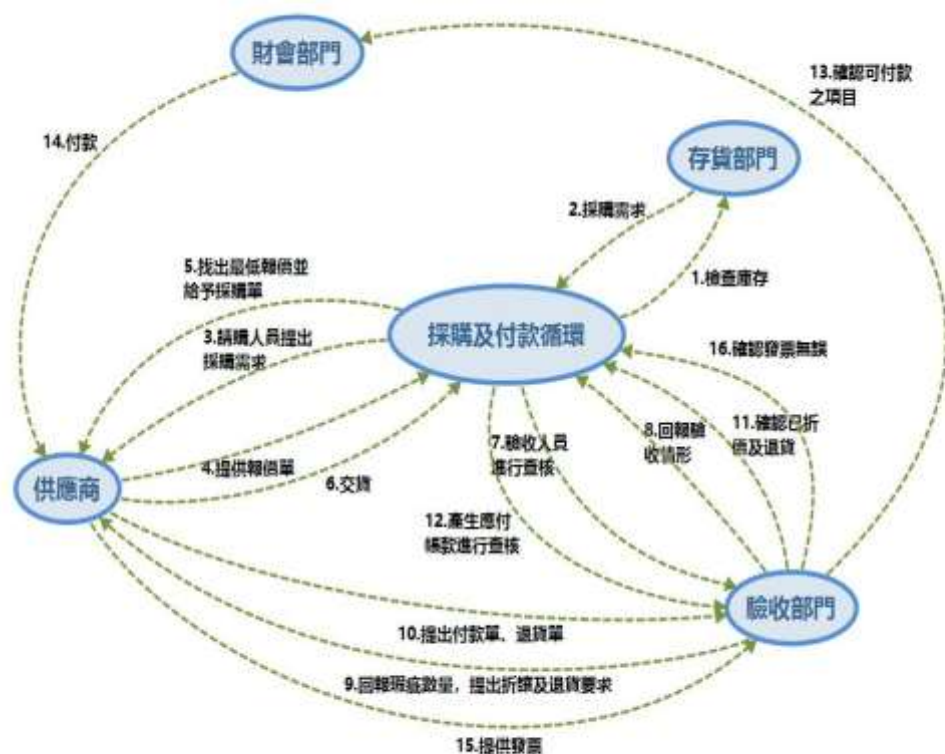 財會部門
13.確認可付款
之項目
14.付款
存貨部門
2.採購需求
5.找出最低報價並
給予採購單
1.檢查庫存
3.請購人員提出
採購需求
採購及付款循環
16.確認發票無誤
4.提供報價單
7.驗收人員
進行查核
8.回報驗
收情形
11.確認已折
價及退貨
供應商
6.交貨
12.產生應付
帳款進行查核
驗收部門
10.提出付款單、退貨單
9.回報瑕疵數量，提出折讓及退貨要求
15.提供發票